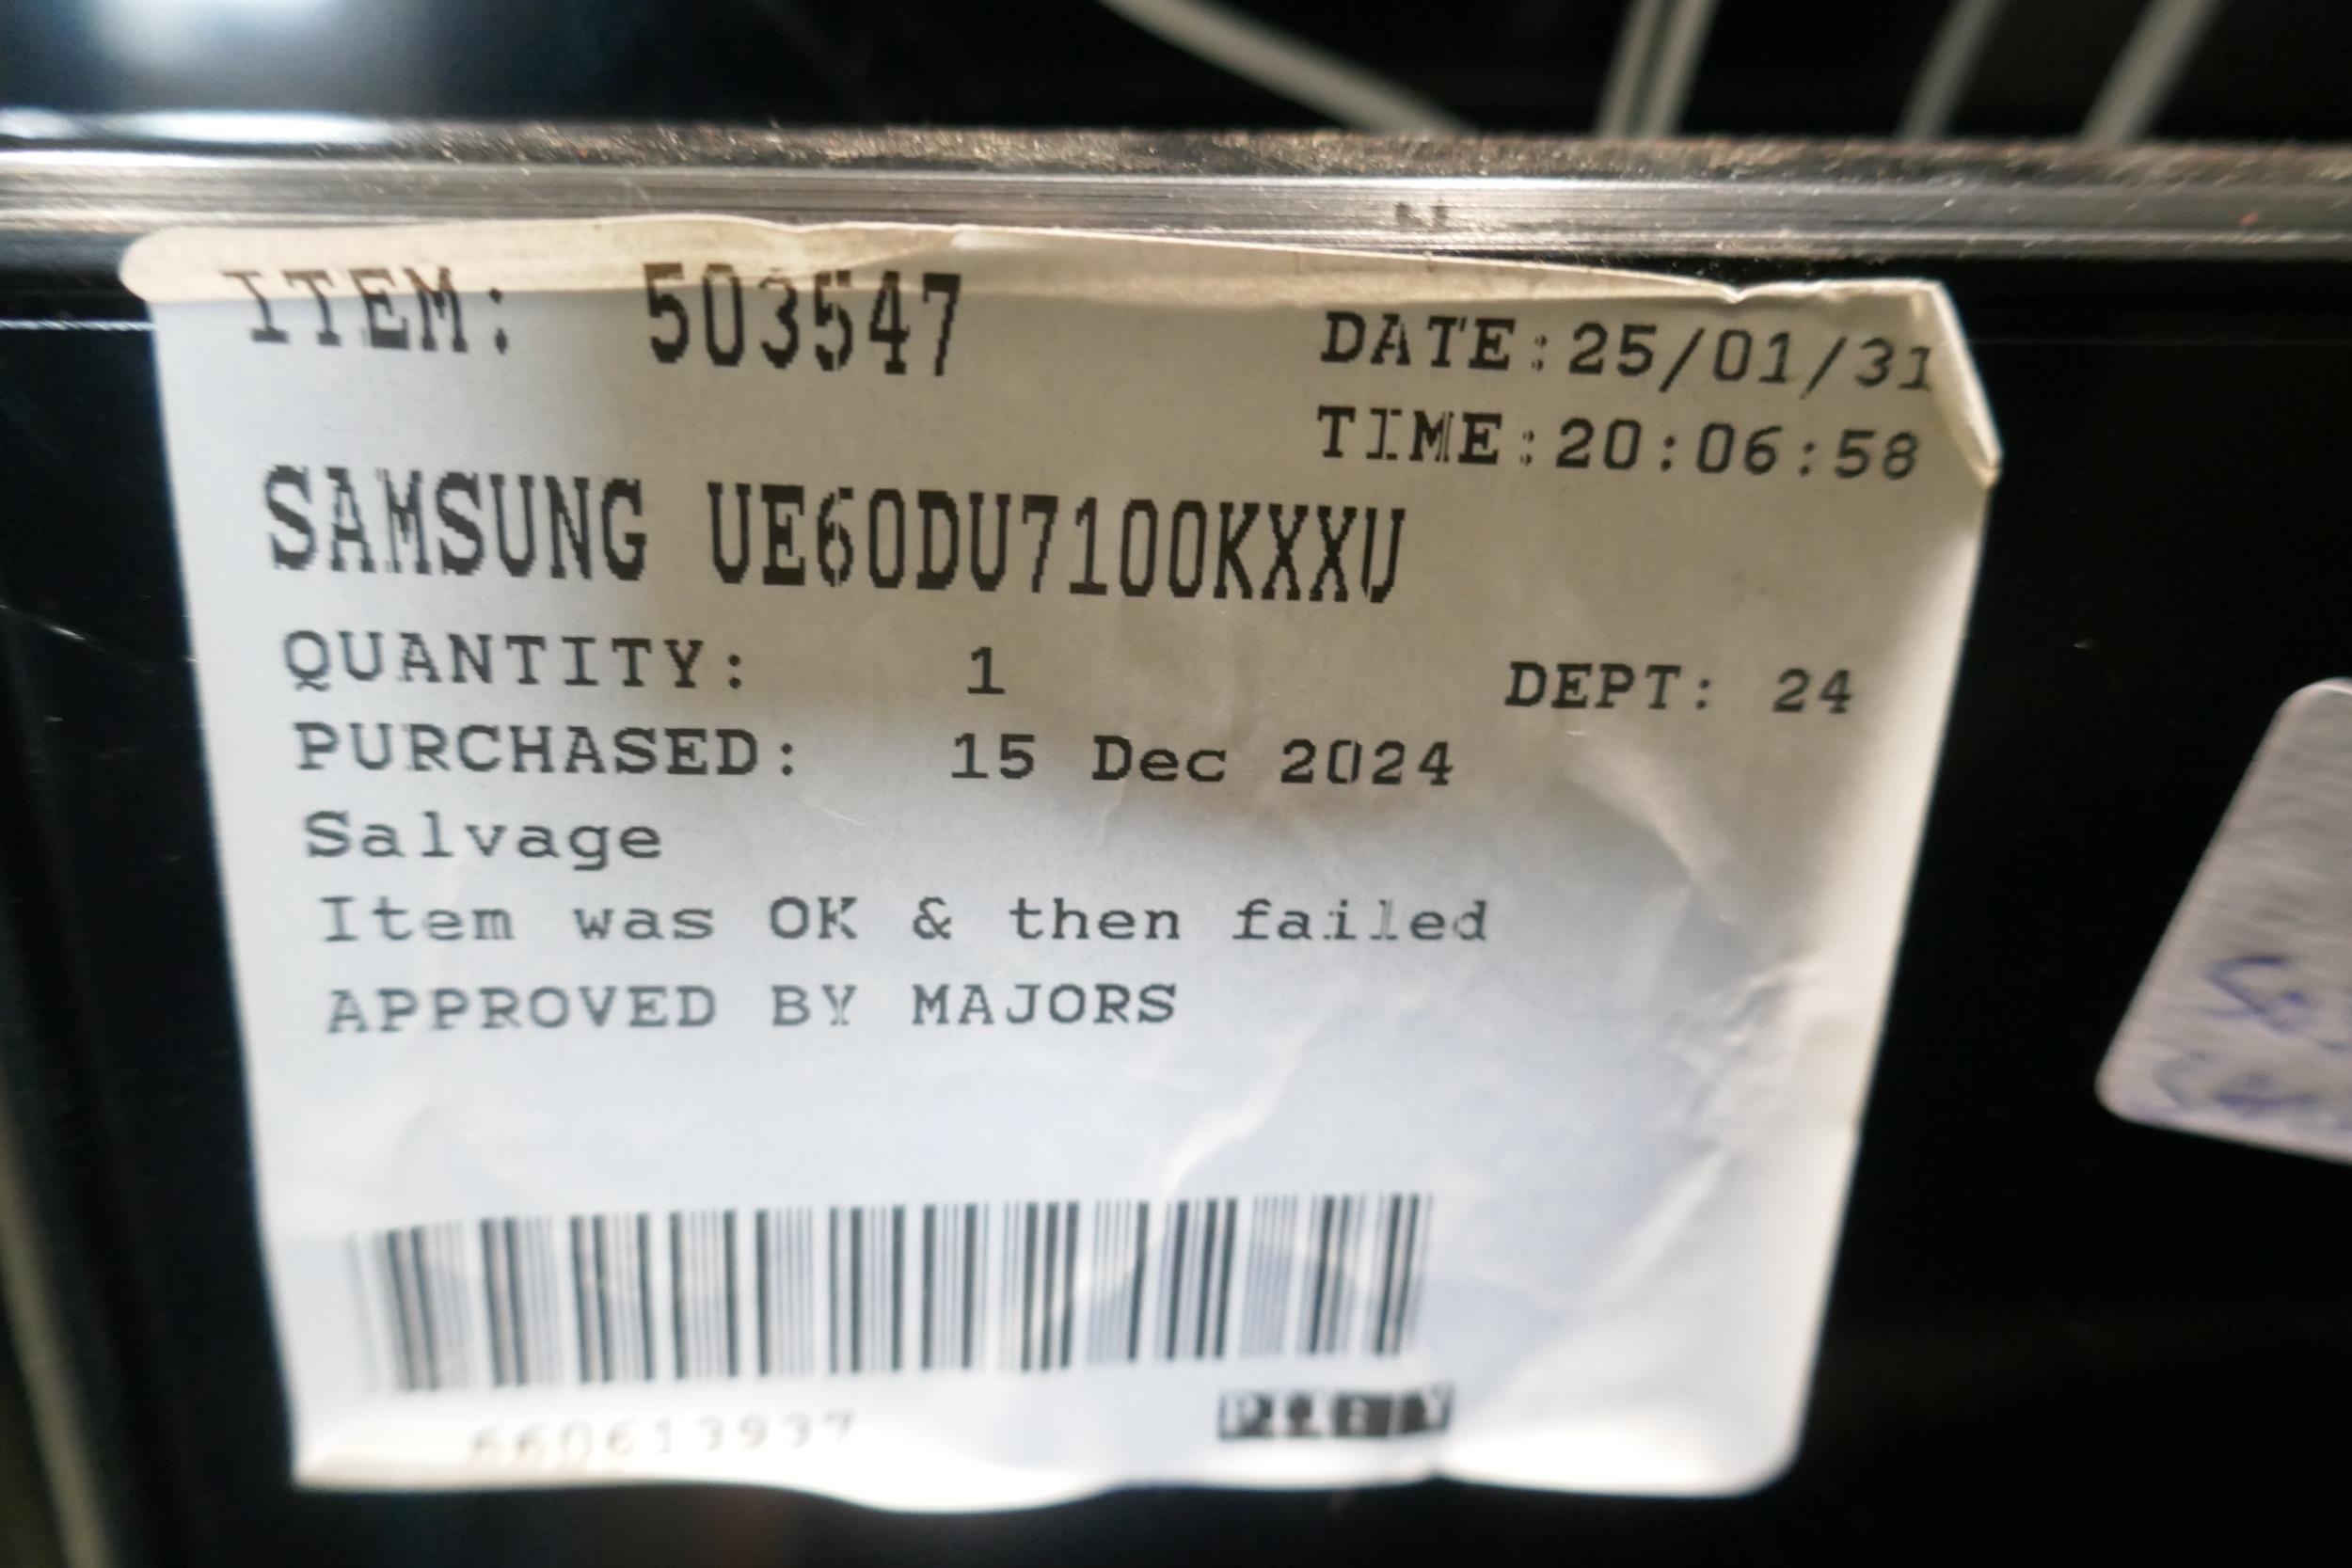 ITEM: 503547
DATE:25/01/31
TIME:20:06:58
SAMSUNG UE60DU7100KXXU
QUANTITY: 1 DEPT: 24
PURCHASED: 15 Dec 2024
Salvage
Item was OK & then failed
APPROVED BY MAJORS
660613937